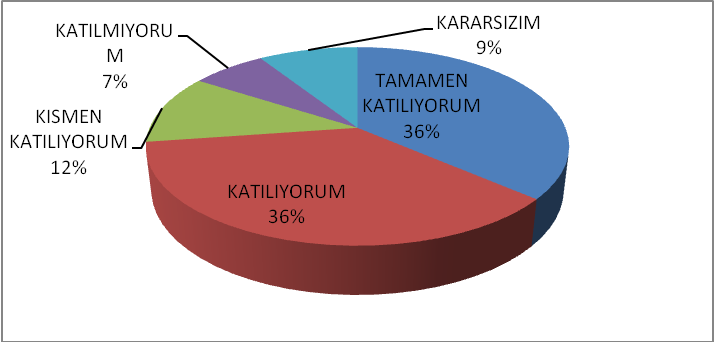 KATILMIYORU
M
7%
KARARSIZIM
9%
TAMAMEN
KATILIYORUM
36%
KISMEN
KATILIYORUM
12%
KATILIYORUM
36%